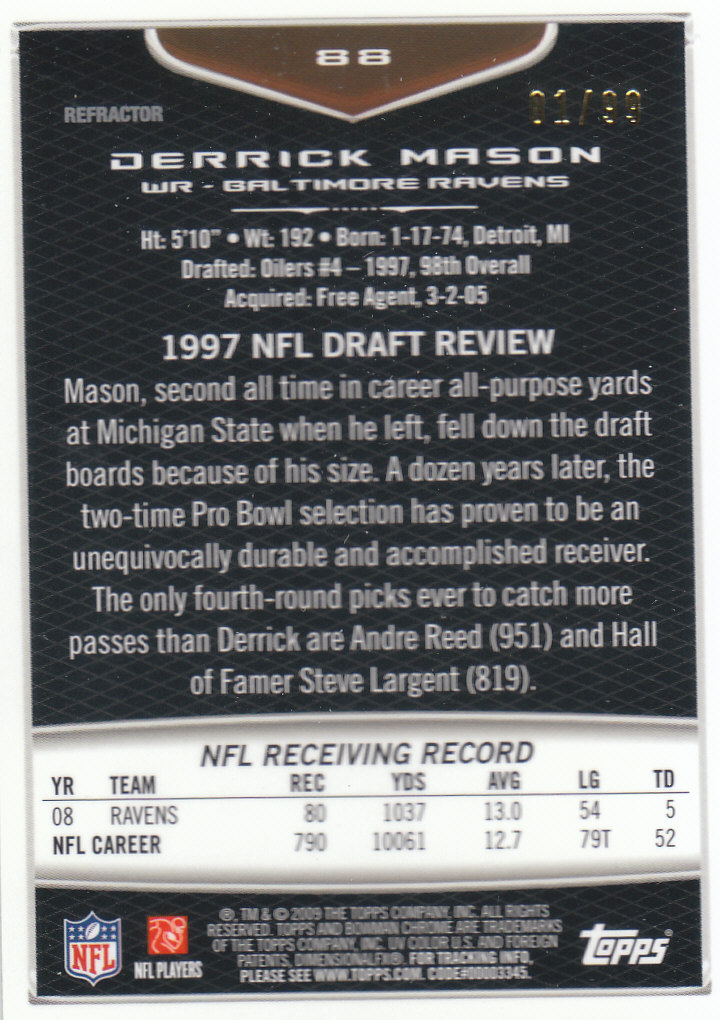 88
REFRACTOR
01/99
DERRICK MASON
WR - BALTIMORE RAVENS
Ht: 5'10" • Wt: 192 • Born: 1-17-74, Detroit, MI
Drafted: Oilers #4 – 1997, 98th Overall
Acquired: Free Agent, 3-2-05
1997 NFL DRAFT REVIEW
Mason, second all time in career all-purpose yards
at Michigan State when he left, fell down the draft
boards because of his size. A dozen years later, the
two-time Pro Bowl selection has proven to be an
unequivocally durable and accomplished receiver.
The only fourth-round picks ever to catch more
passes than Derrick are Andre Reed (951) and Hall
of Famer Steve Largent (819).
NFL RECEIVING RECORD
YR TEAM REC YDS AVG LG TD
08 RAVENS 80 1037 13.0 54 5
NFL CAREER 790 10061 12.7 79T 52
®, TM & © 2009 THE TOPPS COMPANY, INC. ALL RIGHTS
RESERVED. TOPPS AND BOWMAN CHROME ARE TRADEMARKS
OF THE TOPPS COMPANY, INC. UV COLOR U.S. AND FOREIGN
PATENTS, DIMENSIONALFX®. FOR TRACKING INFO,
PLEASE SEE WWW.TOPPS.COM. CODE#00003345.
NFL
NFL PLAYERS
TOPPS®